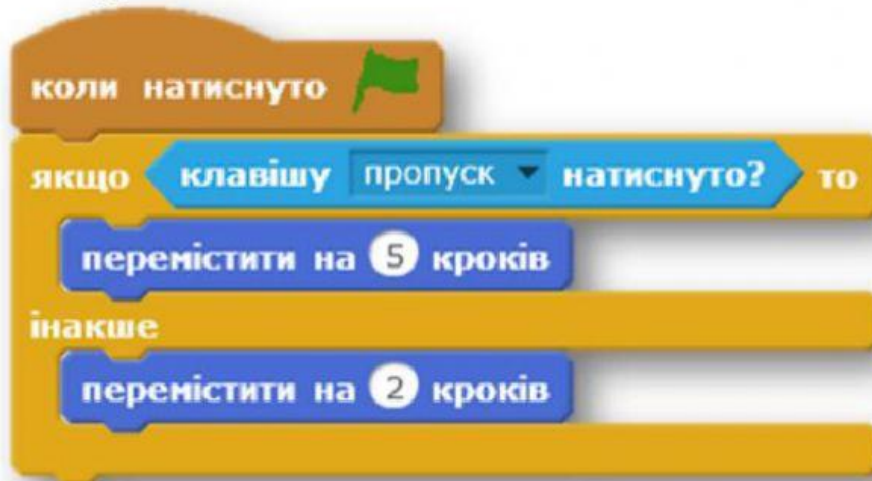 коли натиснуто
якщо клавішу пропуск натиснуто? то
перемістити на 5 кроків
інакше
перемістити на 2 кроків